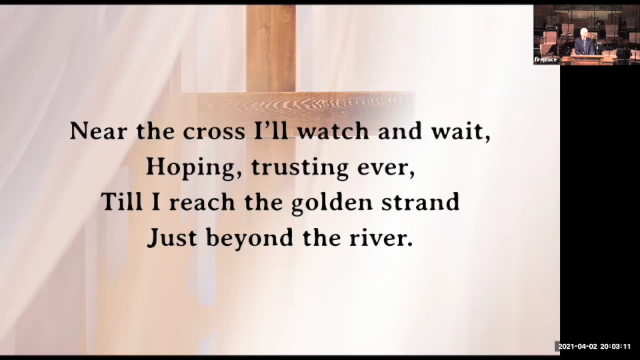 fireplace
Near the cross I'll watch and wait,
Hoping, trusting ever,
Till I reach the golden strand
Just beyond the river.
2021-04-02 20:03:11